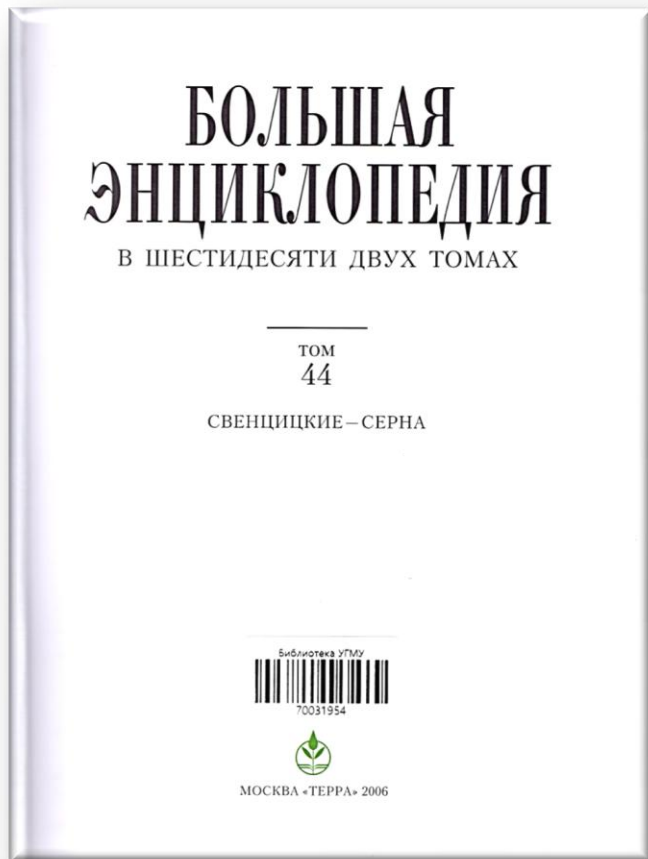 БОЛЬШАЯ
ЭНЦИКЛОПЕДИЯ
В ШЕСТИДЕСЯТИ ДВУХ ТОМАХ
ТОМ
44
СВЕНЦИЦКИЕ–СЕРНА
Библиотека УГМУ
70031954
МОСКВА «ТЕРРА» 2006